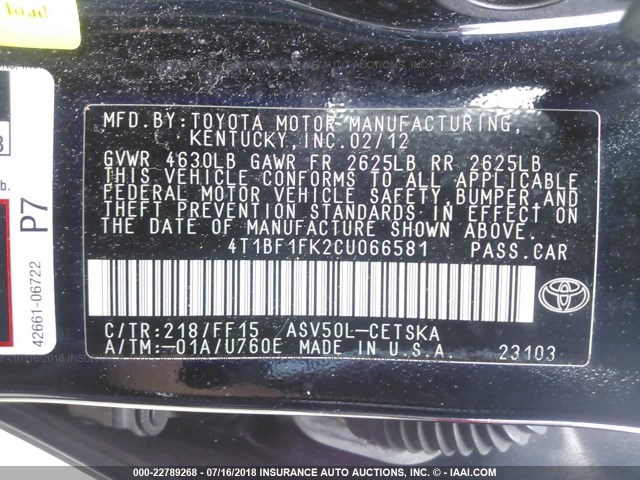 load
3
b.
P7
42661-06722
MFD.BY:TOYOTA MOTOR MANUFACTURING,
KENTUCKY,INC.02/12
GVWR 4630LB GAWR FR 2625LB RR 2625LB
THIS VEHICLE CONFORMS TO ALL APPLICABLE
FEDERAL MOTOR VEHICLE SAFETY,BUMPER,AND
THEFT PREVENTION STANDARDS IN EFFECT ON
THE DATE OF MANUFACTURE SHOWN ABOVE.
4T1BF1FK2CU066581 PASS.CAR
C/TR:218/FF15 ASV50L-CETSKA
A/TM:-01A/U760E MADE IN U.S.A. 23103
000-22789268 - 07/16/2018 INSURANCE AUTO AUCTIONS, INC. (C) - IAAI.COM